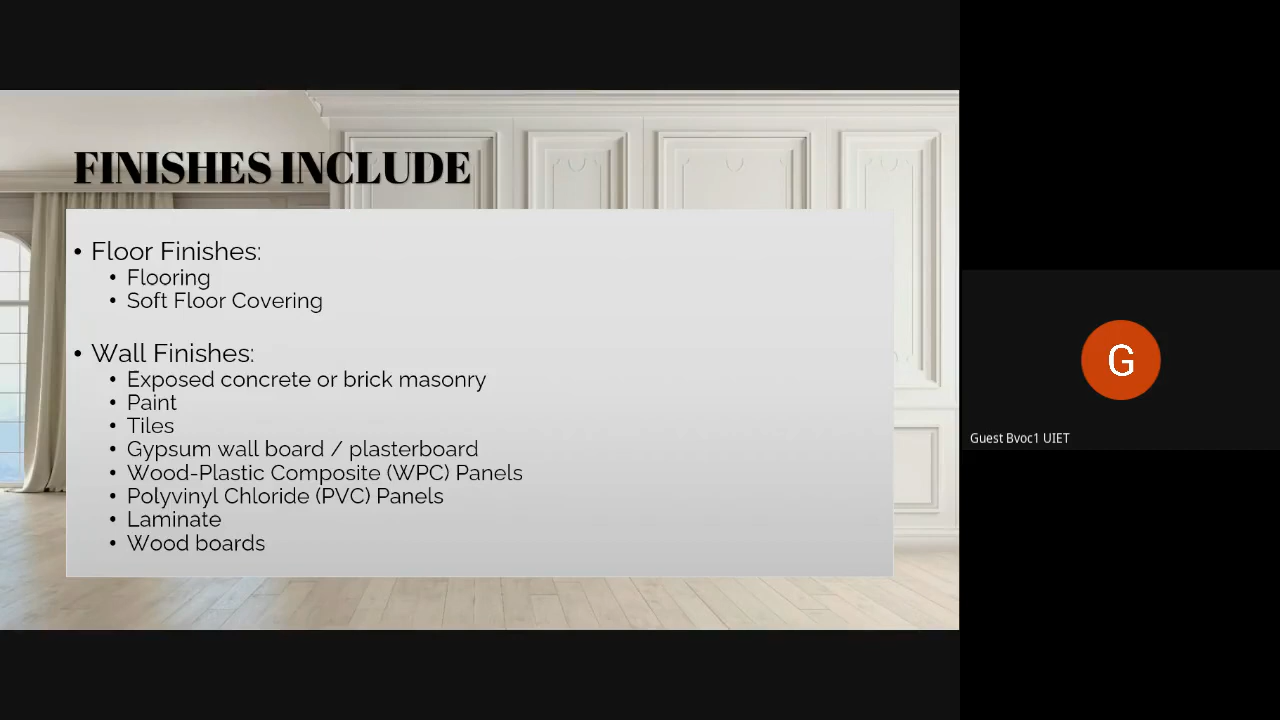 FINISHES INCLUDE
• Floor Finishes:
• Flooring
• Soft Floor Covering
• Wall Finishes:
• Exposed concrete or brick masonry
• Paint
• Tiles
• Gypsum wall board / plasterboard
• Wood-Plastic Composite (WPC) Panels
• Polyvinyl Chloride (PVC) Panels
• Laminate
• Wood boards
G
Guest Bvoc1 UIET